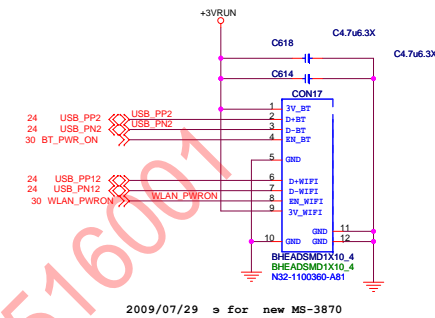 +3VRUN
C4.7u6.3X
C618
C4.7u6.3X
C614
CON17
1 3V_BT
24 USB_PP2 USB_PP2 2 D+BT
24 USB_PN2 USB_PN2 3 D-BT
30 BT_PWR_ON 4 EN_BT
5 GND
24 USB_PP12 6 D+WIFI
24 USB_PN12 7 D-WIFI
30 WLAN_PWRON WLAN_PWRON 8 EN_WIFI
9 3V_WIFI
GND 11
10 GND GND 12
BHEADSMD1X10_4
BHEADSMD1X10_4
N32-1100360-A81
2009/07/29 э for new MS-3870
516001